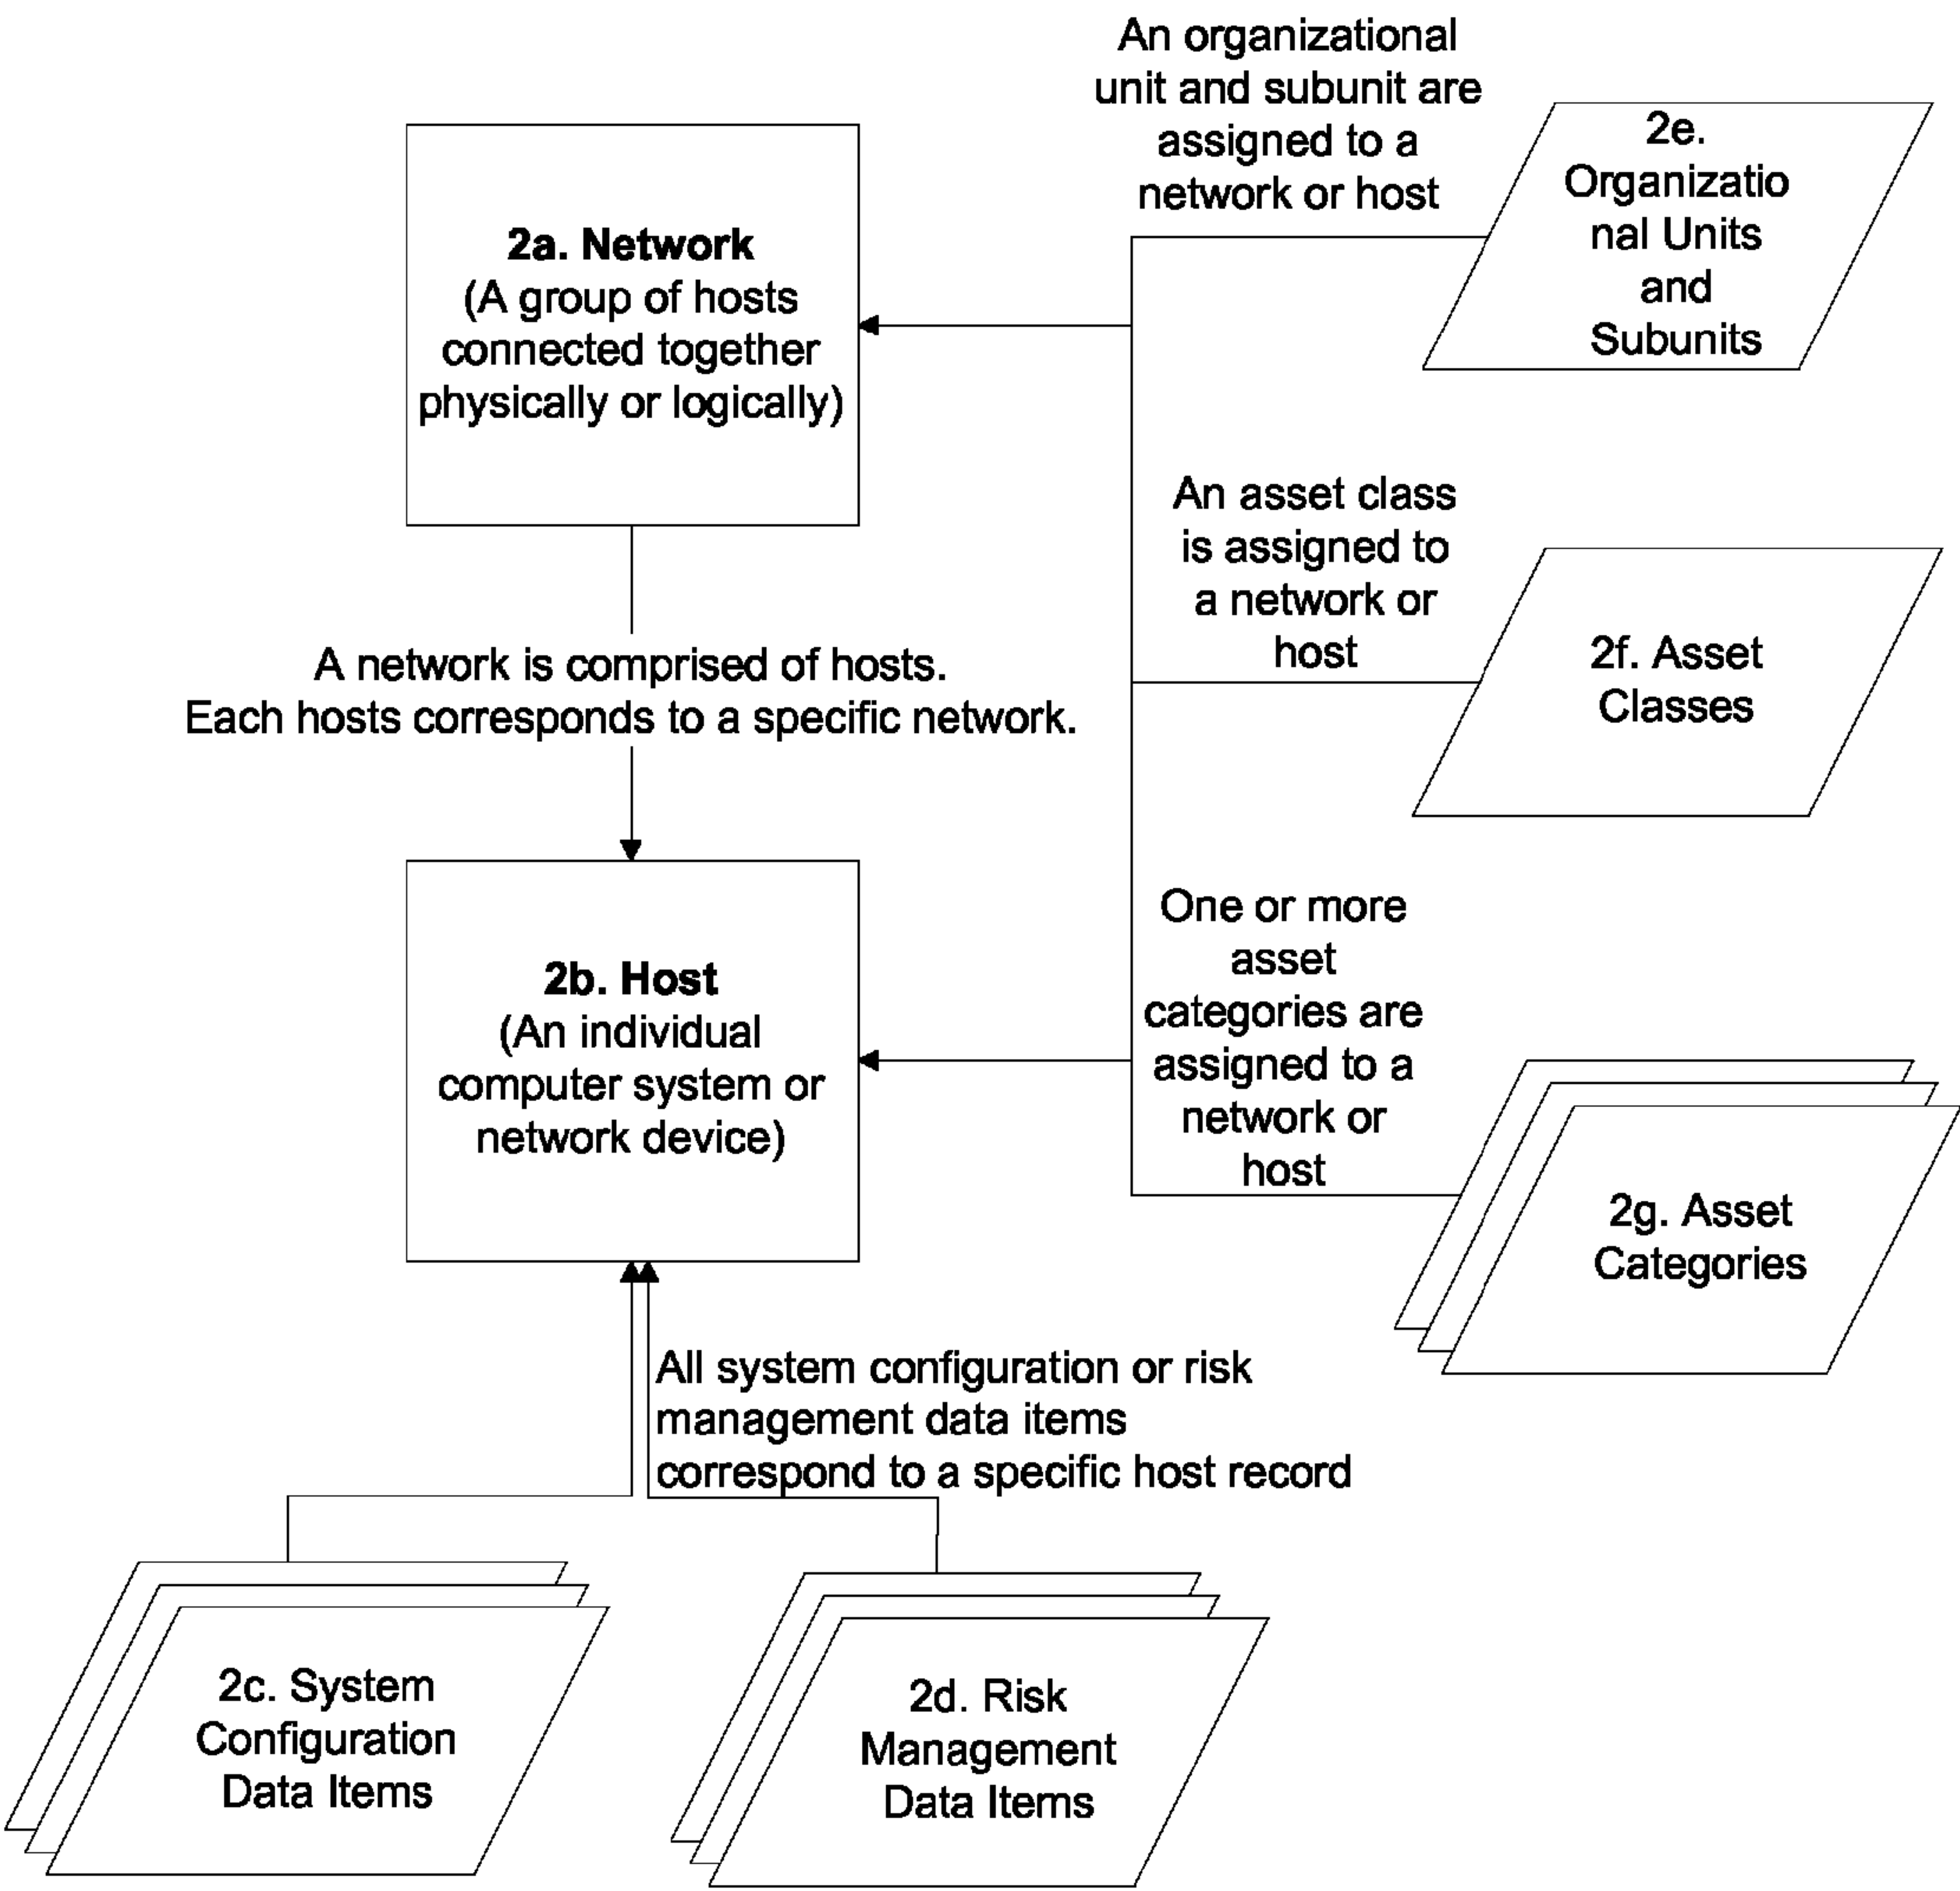 An organizational
unit and subunit are
assigned to a
network or host
2e.
Organizatio
nal Units
and
Subunits
2a. Network
(A group of hosts
connected together
physically or logically)
An asset class
is assigned to
a network or
host
2f. Asset
Classes
A network is comprised of hosts.
Each hosts corresponds to a specific network.
2b. Host
(An individual
computer system or
network device)
One or more
asset
categories are
assigned to a
network or
host
2g. Asset
Categories
All system configuration or risk
management data items
correspond to a specific host record
2c. System
Configuration
Data Items
2d. Risk
Management
Data Items